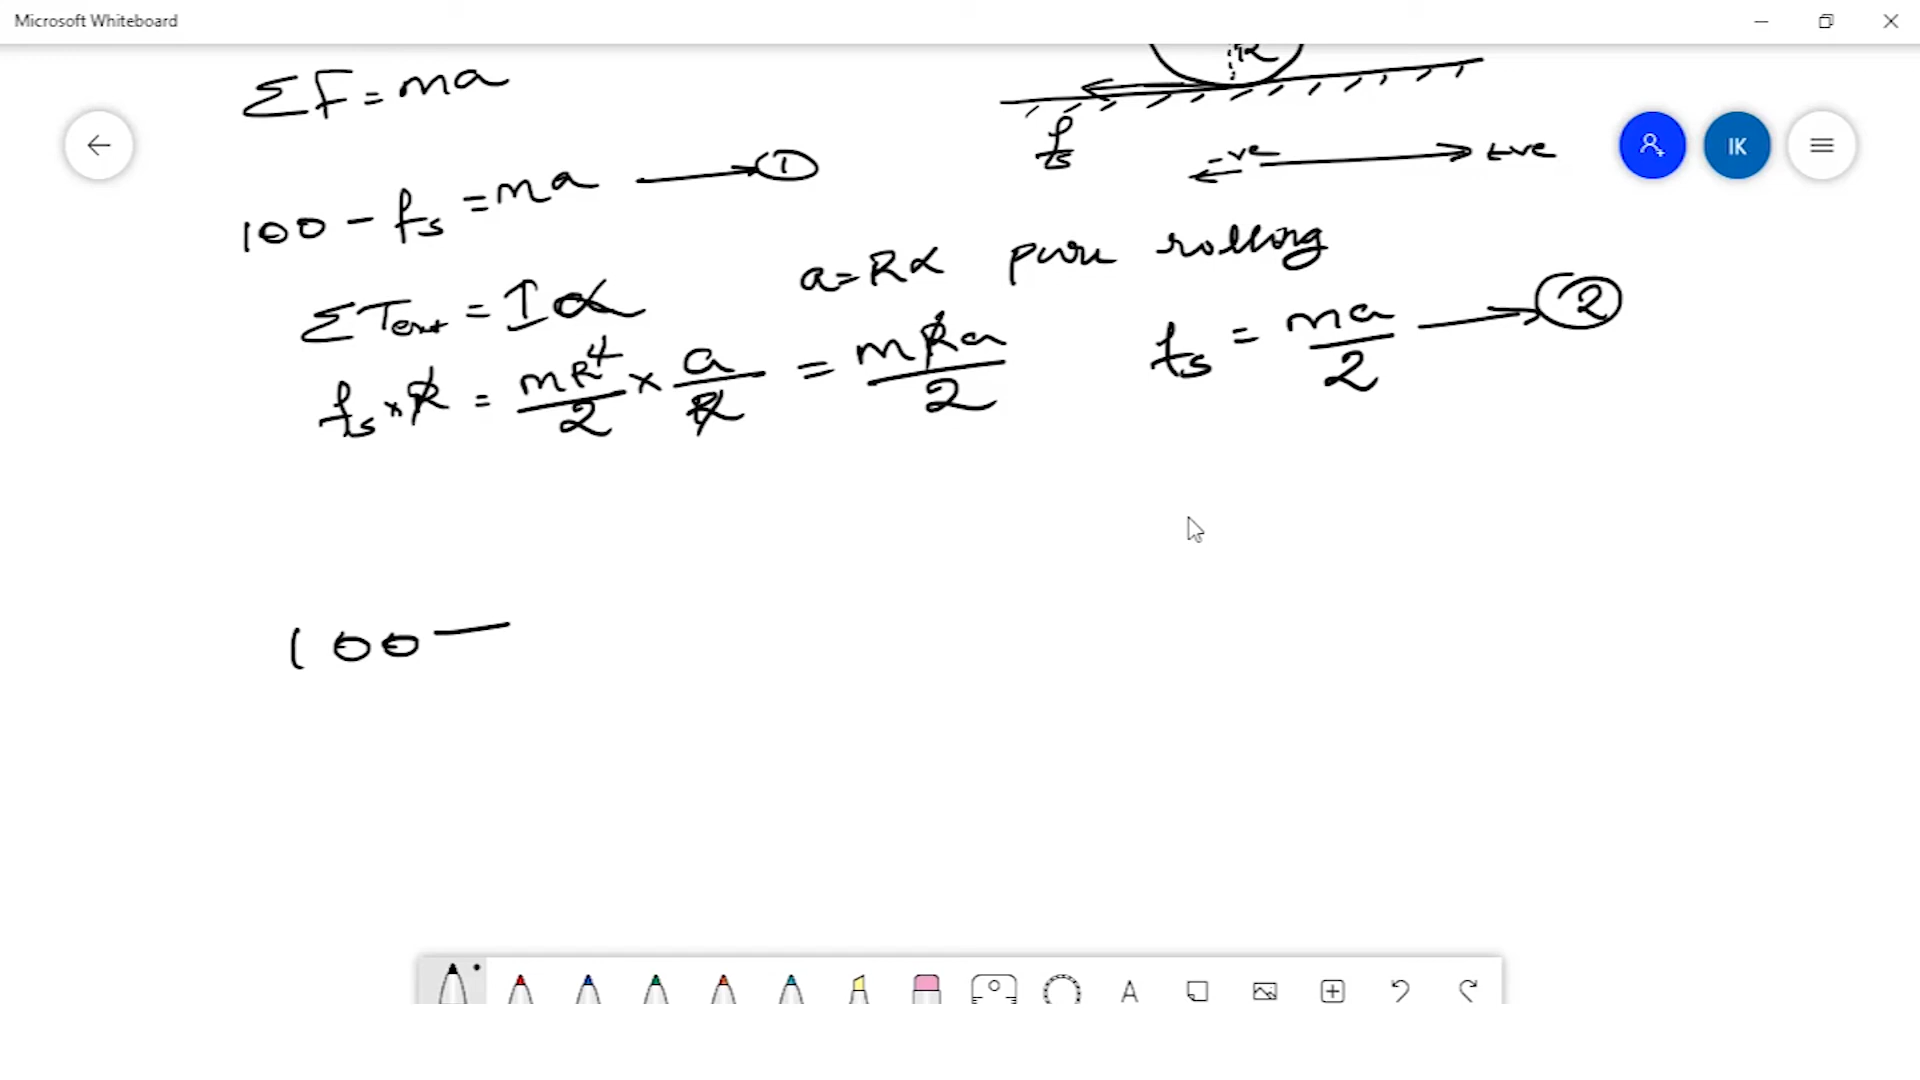 Microsoft Whiteboard
ΣF = ma
R
fs
-ve +ve
IK
100 - fs = ma → ①
a = Rα pure rolling
ΣText = Iα
fs = ma/2 → ②
fs × R = mR⁴/2 × a/R = mRa/2
100 —